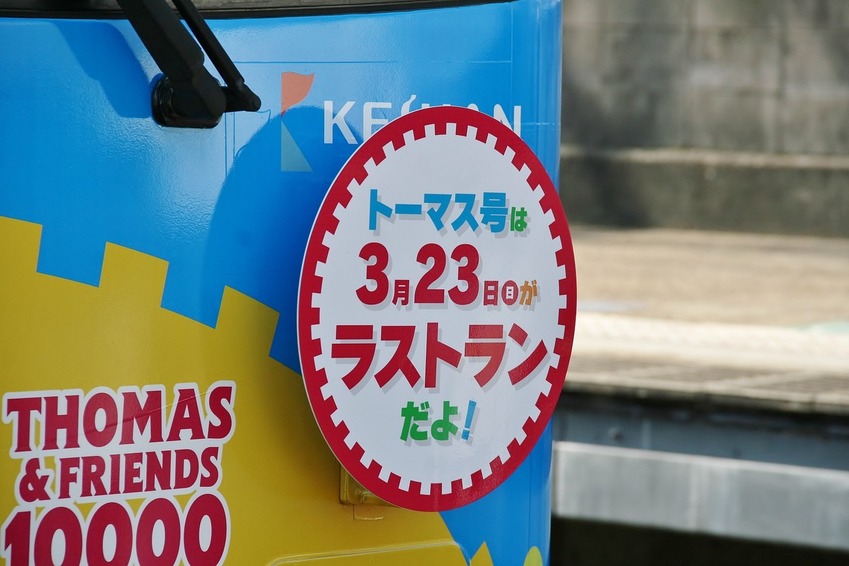 KEIHAN
トーマス号は
3月23日㊐が
ラストラン
だよ!
THOMAS
& FRIENDS
10000